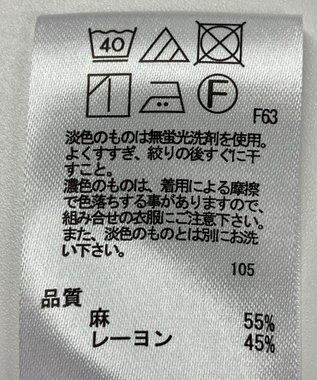 40
F
F63
淡色のものは無蛍光洗剤を使用。
よくすすぎ、絞りの後すぐに干
すこと。
濃色のものは、着用による摩擦
で色落ちする事がありますので、
組み合せの衣服にご注意下さい。
また、淡色のものとは別にお洗
い下さい。
105
品質
麻 55%
レーヨン 45%